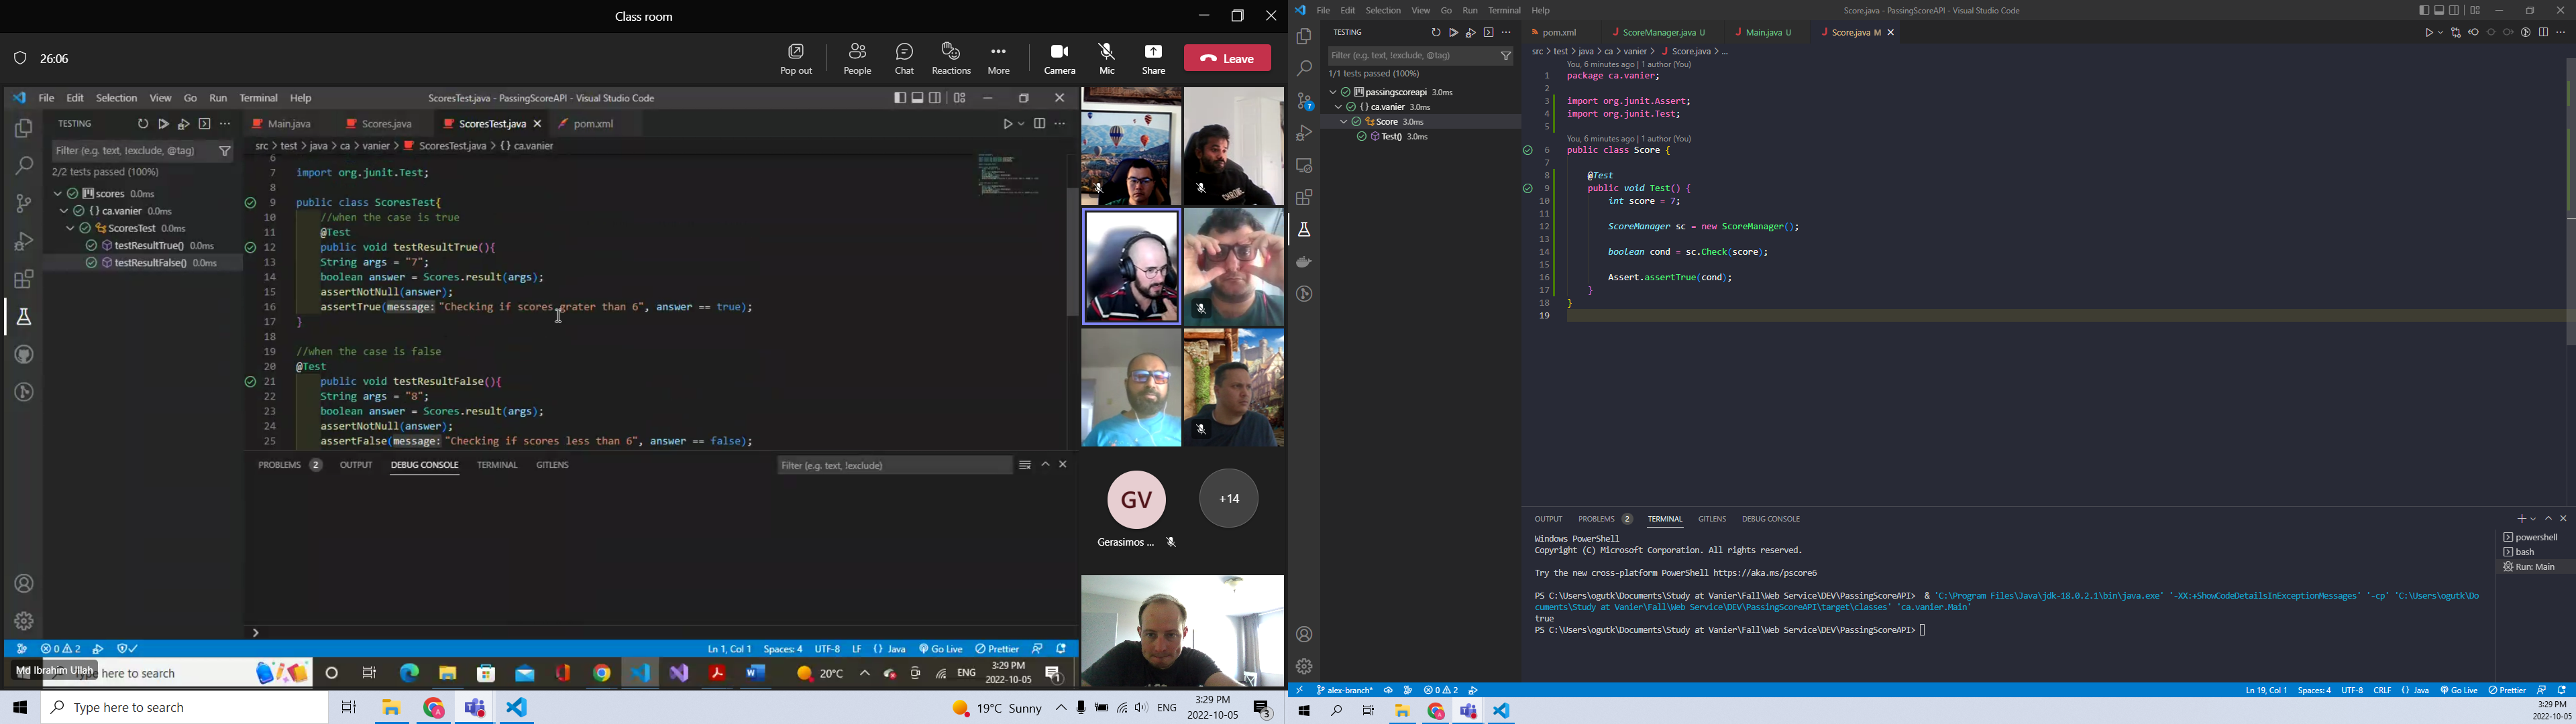 Class room
26:06
Pop out
People
Chat
Reactions
More
Camera
Mic
Share
Leave
File Edit Selection View Go Run Terminal Help
ScoresTest.java - PassingScoreAPI - Visual Studio Code
TESTING
Main.java
Scores.java
ScoresTest.java
pom.xml
Filter (e.g. text, !exclude, @tag)
src > test > java > ca > vanier > ScoresTest.java > {} ca.vanier
2/2 tests passed (100%)
scores 0.0ms
{} ca.vanier 0.0ms
ScoresTest 0.0ms
testResultTrue() 0.0ms
testResultFalse() 0.0ms
6
7 import org.junit.Test;
8
9 public class ScoresTest{
10 //when the case is true
11 @Test
12 public void testResultTrue(){
13 String args = "7";
14 boolean answer = Scores.result(args);
15 assertNotNull(answer);
16 assertTrue(message: "Checking if scores grater than 6", answer == true);
17 }
18
19 //when the case is false
20 @Test
21 public void testResultFalse(){
22 String args = "8";
23 boolean answer = Scores.result(args);
24 assertNotNull(answer);
25 assertFalse(message: "Checking if scores less than 6", answer == false);
PROBLEMS 2 OUTPUT DEBUG CONSOLE TERMINAL GITLENS
Filter (e.g. text, !exclude)
0 2
Ln 1, Col 1 Spaces: 4 UTF-8 LF {} Java Go Live Prettier
Md Ibrahim Ullah
here to search
20°C
ENG
3:29 PM
2022-10-05
1
GV
+14
Gerasimos ...
Type here to search
19°C Sunny
ENG
3:29 PM
2022-10-05
3
File Edit Selection View Go Run Terminal Help
Score.java - PassingScoreAPI - Visual Studio Code
TESTING
pom.xml
ScoreManager.java U
Main.java U
Score.java M
Filter (e.g. text, !exclude, @tag)
src > test > java > ca > vanier > Score.java > ...
1/1 tests passed (100%)
passingscoreapi 3.0ms
{} ca.vanier 3.0ms
Score 3.0ms
Test() 3.0ms
7
You, 6 minutes ago | 1 author (You)
1 package ca.vanier;
2
3 import org.junit.Assert;
4 import org.junit.Test;
5
You, 6 minutes ago | 1 author (You)
6 public class Score {
7
8 @Test
9 public void Test() {
10 int score = 7;
11
12 ScoreManager sc = new ScoreManager();
13
14 boolean cond = sc.Check(score);
15
16 Assert.assertTrue(cond);
17 }
18 }
19
OUTPUT PROBLEMS 2 TERMINAL GITLENS DEBUG CONSOLE
Windows PowerShell
Copyright (C) Microsoft Corporation. All rights reserved.
Try the new cross-platform PowerShell https://aka.ms/pscore6
PS C:\Users\ogutk\Documents\Study at Vanier\Fall\Web Service\DEV\PassingScoreAPI> & 'C:\Program Files\Java\jdk-18.0.2.1\bin\java.exe' '-XX:+ShowCodeDetailsInExceptionMessages' '-cp' 'C:\Users\ogutk\Do
cuments\Study at Vanier\Fall\Web Service\DEV\PassingScoreAPI\target\classes' 'ca.vanier.Main'
true
PS C:\Users\ogutk\Documents\Study at Vanier\Fall\Web Service\DEV\PassingScoreAPI>
powershell
bash
Run: Main
alex-branch*
0 2
Ln 19, Col 1 Spaces: 4 UTF-8 CRLF {} Java Go Live Prettier
3:29 PM
2022-10-05